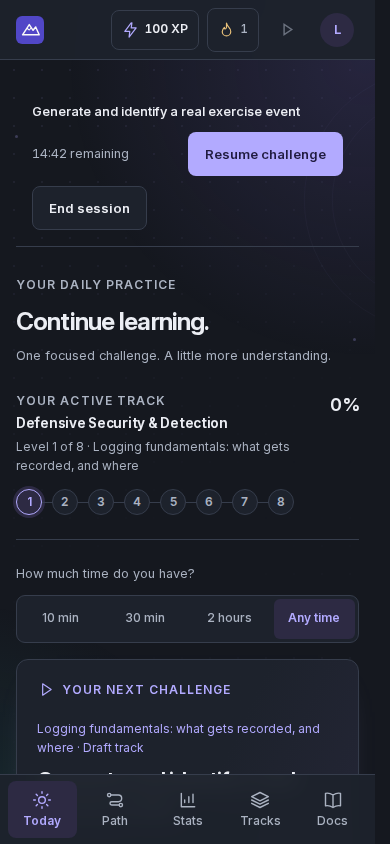 100 XP
1
L
Generate and identify a real exercise event
14:42 remaining
Resume challenge
End session
YOUR DAILY PRACTICE
Continue learning.
One focused challenge. A little more understanding.
YOUR ACTIVE TRACK
0%
Defensive Security & Detection
Level 1 of 8 · Logging fundamentals: what gets
recorded, and where
1 2 3 4 5 6 7 8
How much time do you have?
10 min 30 min 2 hours Any time
YOUR NEXT CHALLENGE
Logging fundamentals: what gets recorded, and
where · Draft track
Today Path Stats Tracks Docs